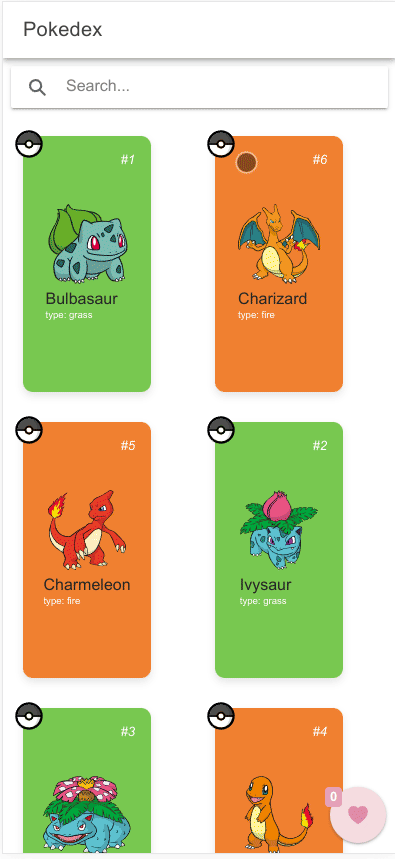 Pokedex
Search...
#1
Bulbasaur
type: grass
#6
Charizard
type: fire
#5
Charmeleon
type: fire
#2
Ivysaur
type: grass
#3
#4
0